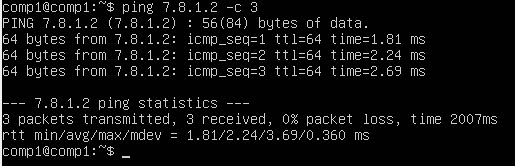 comp1@comp1:~$ ping 7.8.1.2 -c 3
PING 7.8.1.2 (7.8.1.2) : 56(84) bytes of data.
64 bytes from 7.8.1.2: icmp_seq=1 ttl=64 time=1.81 ms
64 bytes from 7.8.1.2: icmp_seq=2 ttl=64 time=2.24 ms
64 bytes from 7.8.1.2: icmp_seq=3 ttl=64 time=2.69 ms

--- 7.8.1.2 ping statistics ---
3 packets transmitted, 3 received, 0% packet loss, time 2007ms
rtt min/avg/max/mdev = 1.81/2.24/3.69/0.360 ms
comp1@comp1:~$ _